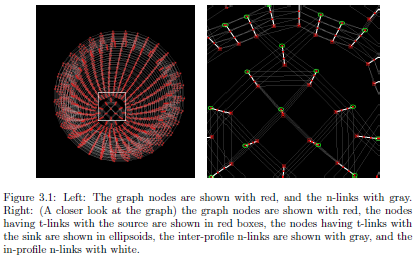 Figure 3.1: Left: The graph nodes are shown with red, and the n-links with gray.
Right: (A closer look at the graph) the graph nodes are shown with red, the nodes
having t-links with the source are shown in red boxes, the nodes having t-links with
the sink are shown in ellipsoids, the inter-profile n-links are shown with gray, and the
in-profile n-links with white.